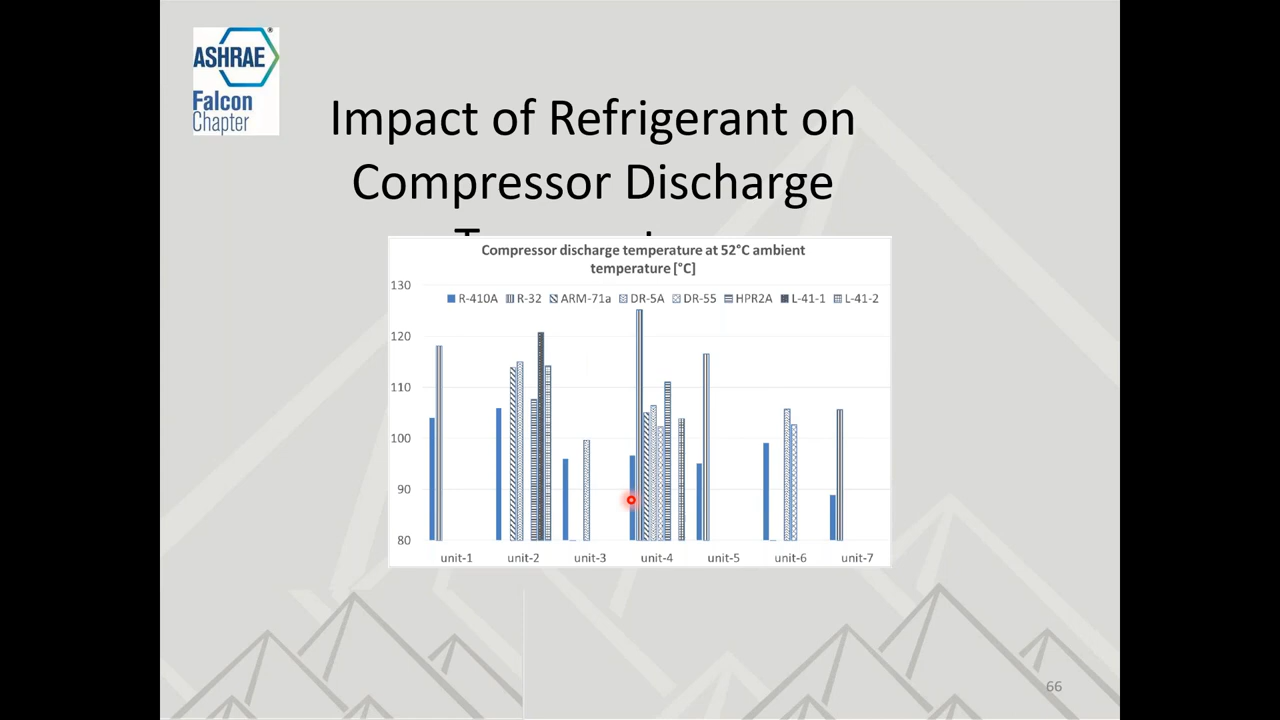 ASHRAE
Falcon
Chapter
Impact of Refrigerant on
Compressor Discharge
Compressor discharge temperature at 52°C ambient
temperature [°C]
130
R-410A R-32 ARM-71a DR-5A DR-55 HPR2A L-41-1 L-41-2
120
110
100
90
80
unit-1 unit-2 unit-3 unit-4 unit-5 unit-6 unit-7
66